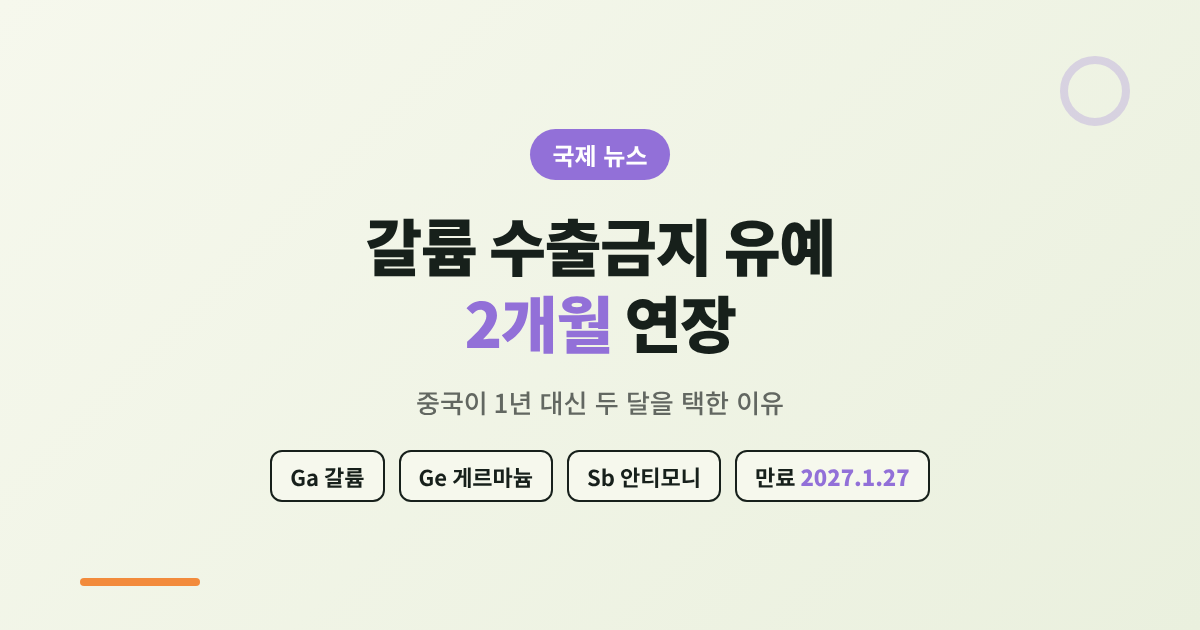 국제 뉴스
갈륨 수출금지 유예
2개월 연장
중국이 1년 대신 두 달을 택한 이유
Ga 갈륨 Ge 게르마늄 Sb 안티모니 만료 2027.1.27